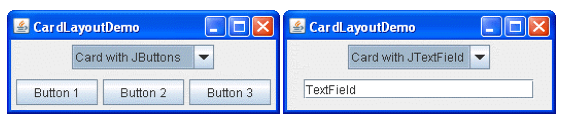 CardLayoutDemo
Card with JButtons
Button 1 Button 2 Button 3
CardLayoutDemo
Card with JTextField
TextField